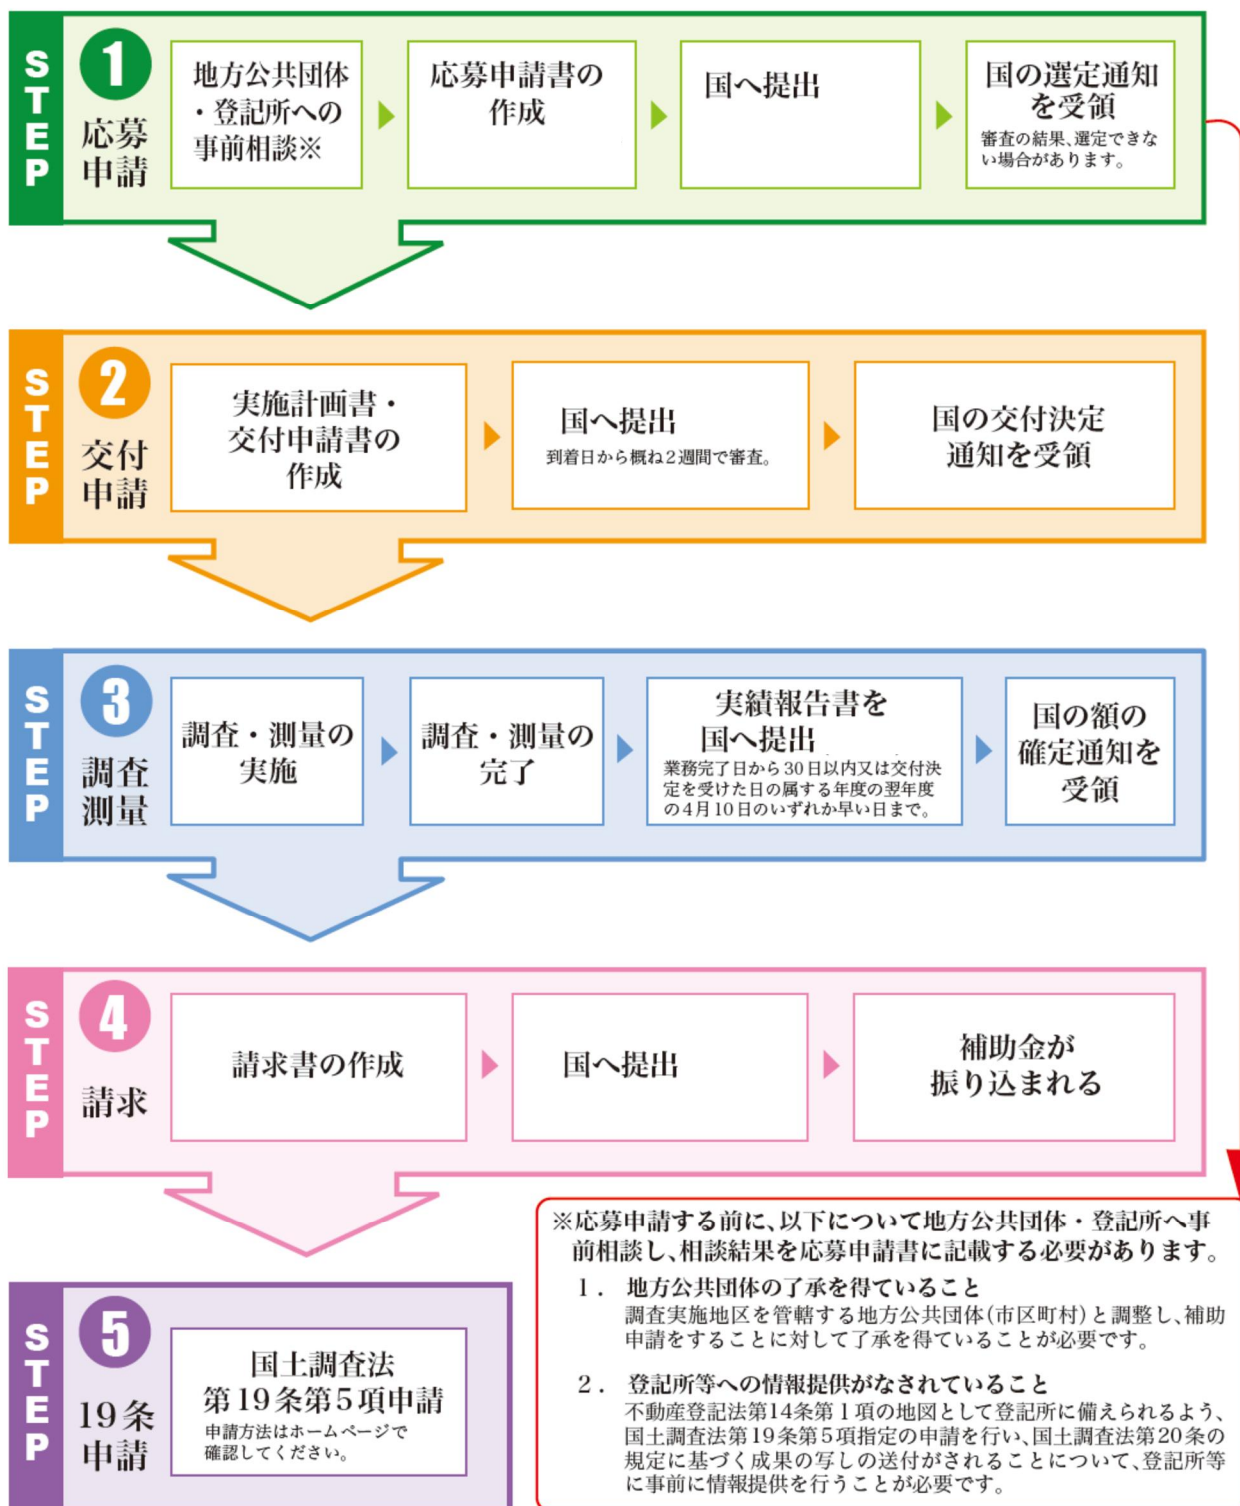 STEP
1
応募
申請
地方公共団体
・登記所への
事前相談※
応募申請書の
作成
国へ提出
国の選定通知
を受領
審査の結果、選定できな
い場合があります。
STEP
2
交付
申請
実施計画書・
交付申請書の
作成
国へ提出
到着日から概ね2週間で審査。
国の交付決定
通知を受領
STEP
3
調査
測量
調査・測量の
実施
調査・測量の
完了
実績報告書を
国へ提出
業務完了日から30日以内又は交付決
定を受けた日の属する年度の翌年度
の4月10日のいずれか早い日まで。
国の額の
確定通知を
受領
STEP
4
請求
請求書の作成
国へ提出
補助金が
振り込まれる
STEP
5
19条
申請
国土調査法
第19条第5項申請
申請方法はホームページで
確認してください。
※応募申請する前に、以下について地方公共団体・登記所へ事
前相談し、相談結果を応募申請書に記載する必要があります。
1. 地方公共団体の了承を得ていること
調査実施地区を管轄する地方公共団体(市区町村)と調整し、補助
申請をすることに対して了承を得ていることが必要です。
2. 登記所等への情報提供がなされていること
不動産登記法第14条第1項の地図として登記所に備えられるよう、
国土調査法第19条第5項指定の申請を行い、国土調査法第20条の
規定に基づく成果の写しの送付がされることについて、登記所等
に事前に情報提供を行うことが必要です。